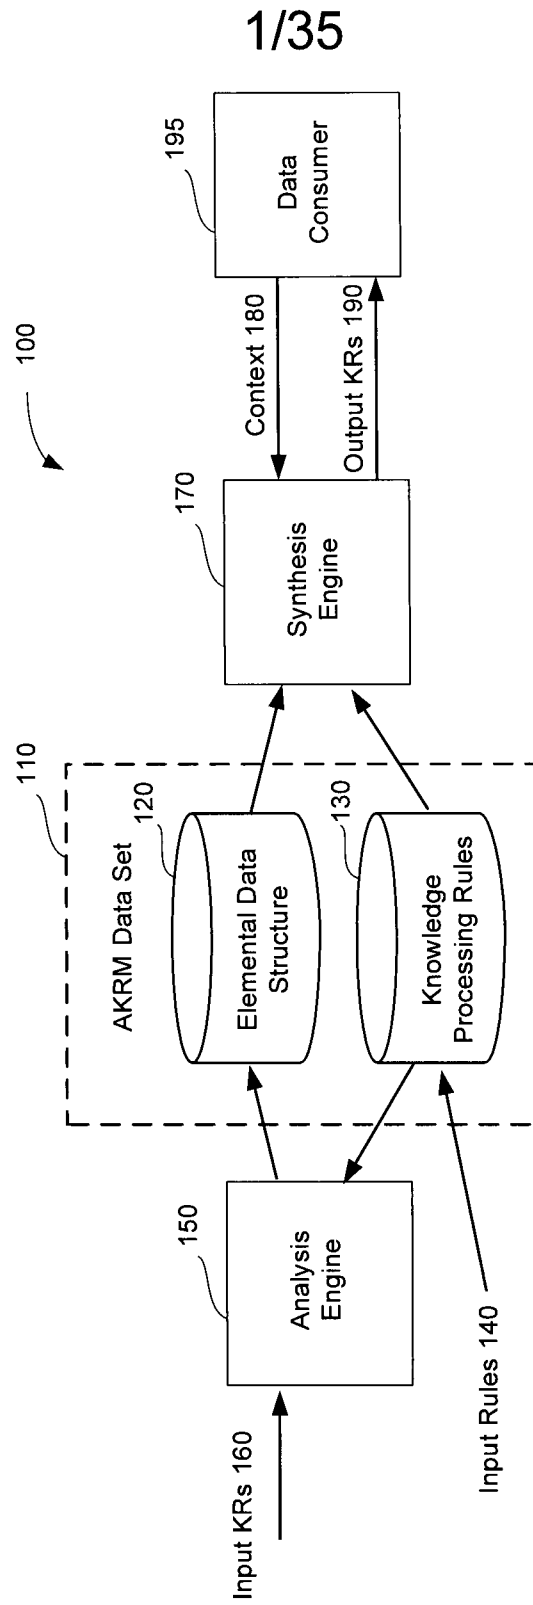 1/35
100
110
AKRM Data Set
120
Elemental Data
Structure
130
Knowledge
Processing Rules
150
Analysis
Engine
Input KRs 160
Input Rules 140
170
Synthesis
Engine
Context 180
Output KRs 190
195
Data
Consumer